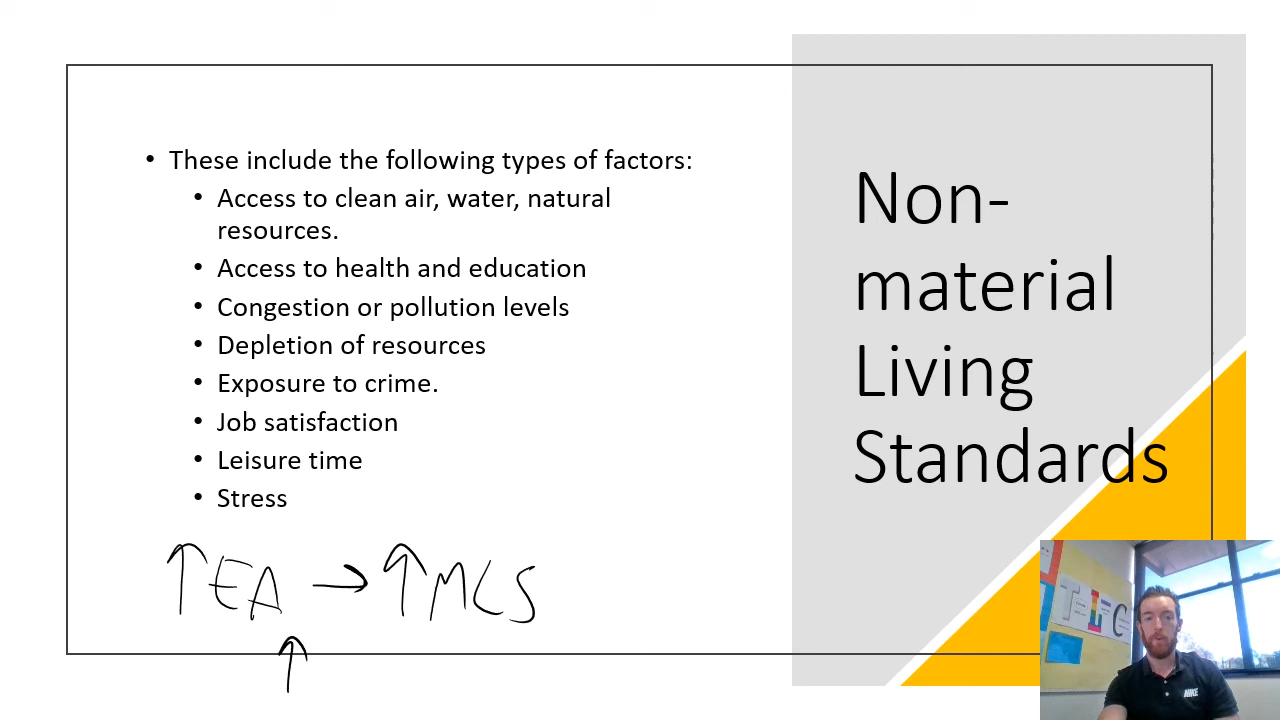 • These include the following types of factors:
• Access to clean air, water, natural
resources.
• Access to health and education
• Congestion or pollution levels
• Depletion of resources
• Exposure to crime.
• Job satisfaction
• Leisure time
• Stress
↑ EA → ↑ MLS
↑
Non-
material
Living
Standards
TLC
NIKE